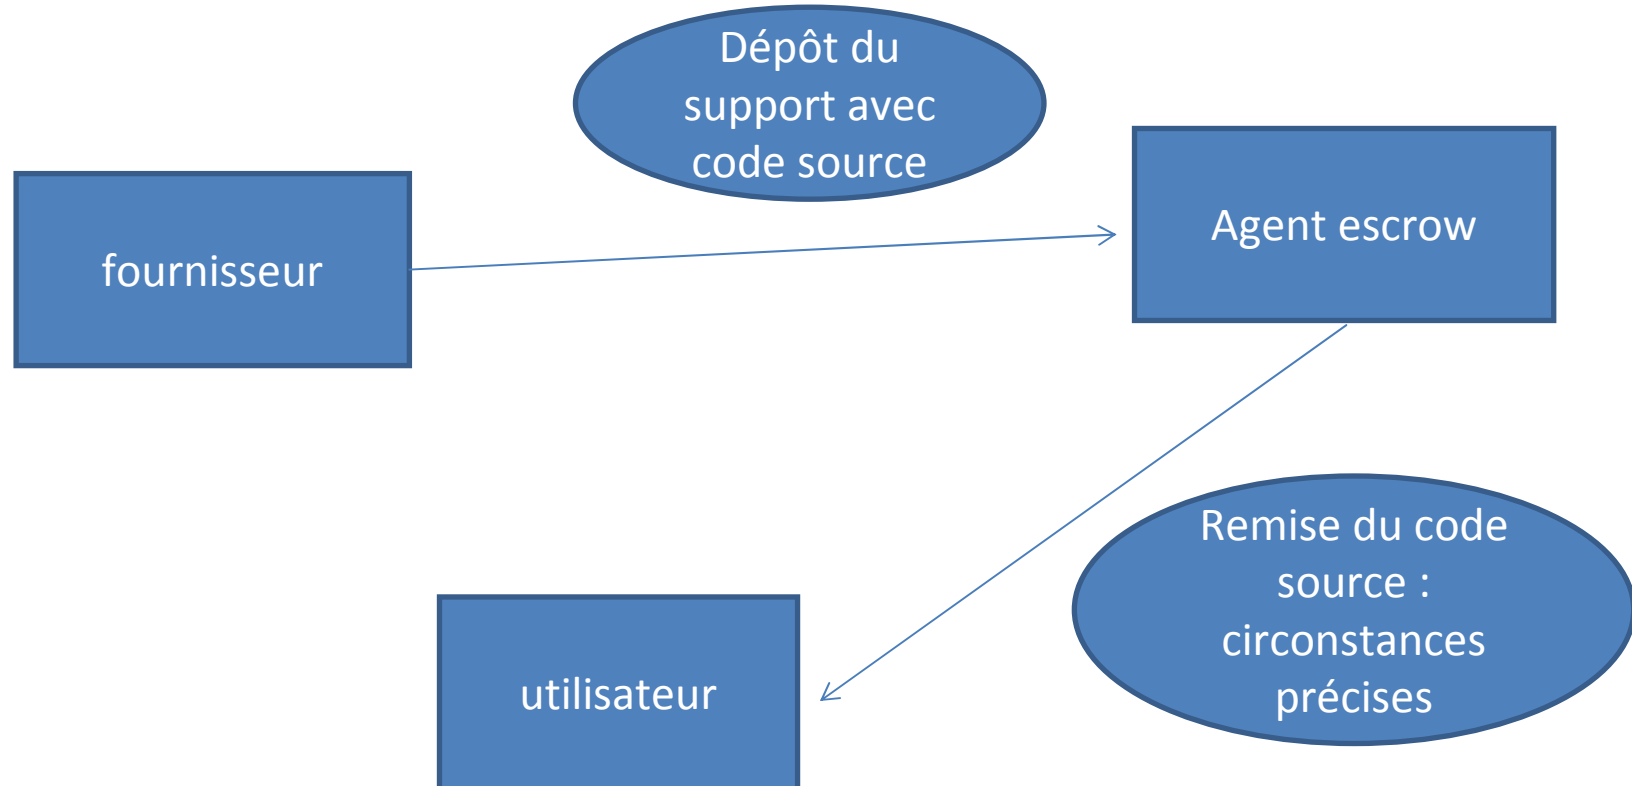 Dépôt du
support avec
code source
fournisseur
Agent escrow
Remise du code
source :
circonstances
précises
utilisateur